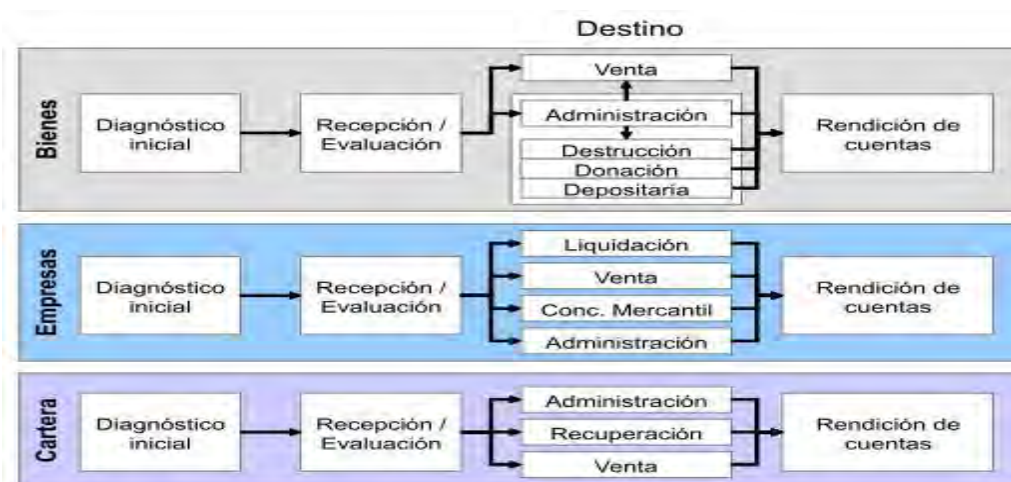 Destino
Bienes
Diagnóstico
inicial
Recepción /
Evaluación
Venta
Administración
Destrucción
Donación
Depositaría
Rendición de
cuentas
Empresas
Diagnóstico
inicial
Recepción /
Evaluación
Liquidación
Venta
Conc. Mercantil
Administración
Rendición de
cuentas
Cartera
Diagnóstico
inicial
Recepción /
Evaluación
Administración
Recuperación
Venta
Rendición de
cuentas